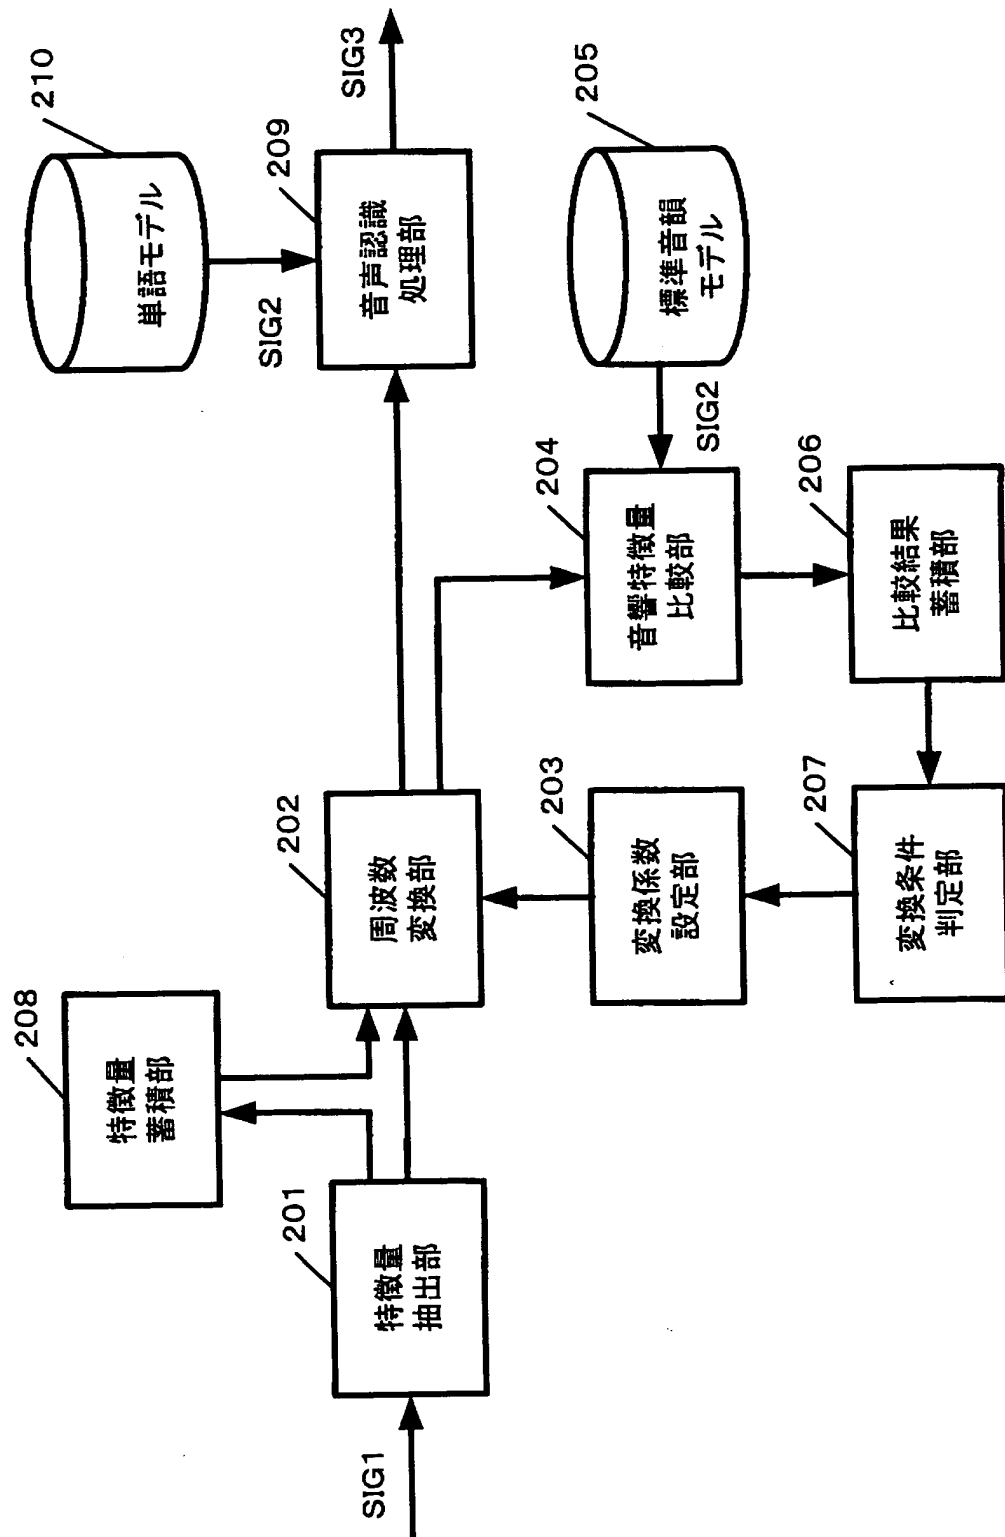 SIG1
特徴量
抽出部
201
特徴量
蓄積部
208
周波数
変換部
202
変換係数
設定部
203
変換条件
判定部
207
音響特徴量
比較部
204
比較結果
蓄積部
206
SIG2
標準音韻
モデル
205
SIG2
単語モデル
210
音声認識
処理部
209
SIG3